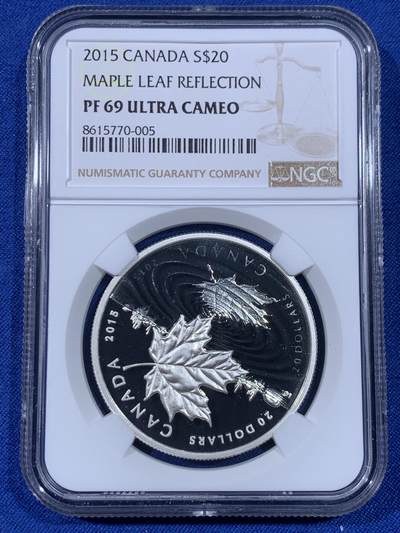 2015 CANADA S$20
MAPLE LEAF REFLECTION
PF 69 ULTRA CAMEO
8615770-005
NUMISMATIC GUARANTY COMPANY
NGC
CANADA 2015
20 DOLLARS
CANADA
20 DOLLARS